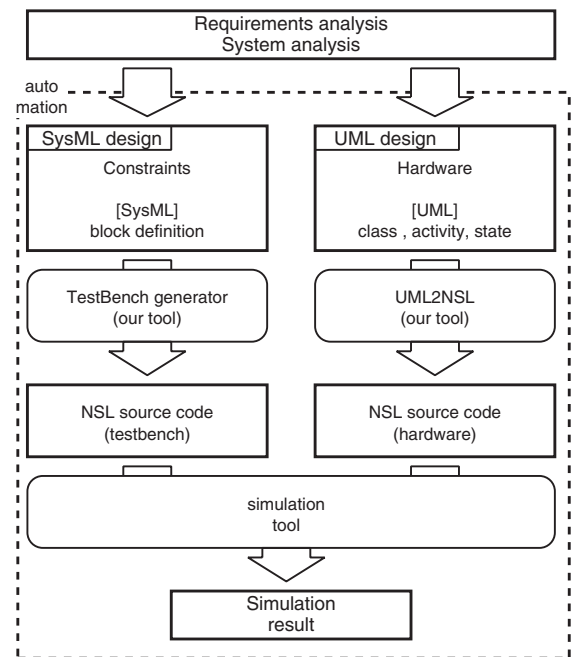 Requirements analysis
System analysis
auto
mation
SysML design
Constraints
[SysML]
block definition
UML design
Hardware
[UML]
class , activity, state
TestBench generator
(our tool)
UML2NSL
(our tool)
NSL source code
(testbench)
NSL source code
(hardware)
simulation
tool
Simulation
result